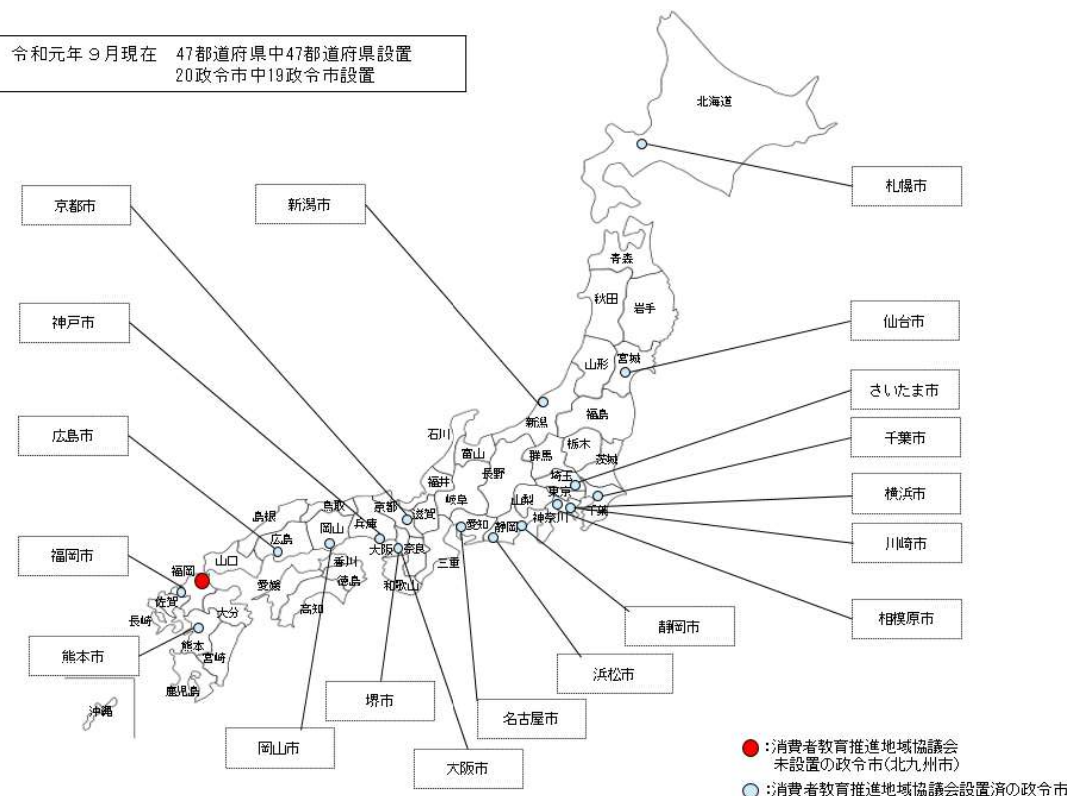 令和元年９月現在　47都道府県中47都道府県設置
20政令市中19政令市設置
北海道
札幌市
京都市
新潟市
青森
秋田
岩手
神戸市
仙台市
山形
宮城
さいたま市
新潟
福島
広島市
石川
富山
群馬
栃木
茨城
千葉市
長野
福井
岐阜
埼玉
東京
山梨
神奈川
千葉
横浜市
島根
鳥取
京都
滋賀
岡山
兵庫
愛知
静岡
広島
川崎市
福岡市
山口
大阪
奈良
三重
福岡
香川
徳島
和歌山
愛媛
高知
佐賀
長崎
大分
相模原市
静岡市
熊本
宮崎
熊本市
浜松市
鹿児島
沖縄
堺市
名古屋市
岡山市
大阪市
：消費者教育推進地域協議会
未設置の政令市(北九州市)
：消費者教育推進地域協議会設置済の政令市